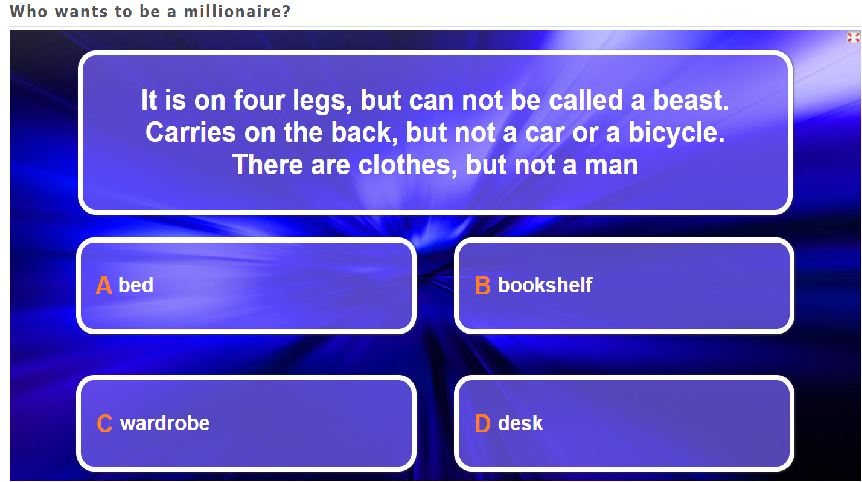 Who wants to be a millionaire?
It is on four legs, but can not be called a beast.
Carries on the back, but not a car or a bicycle.
There are clothes, but not a man
A bed
B bookshelf
C wardrobe
D desk